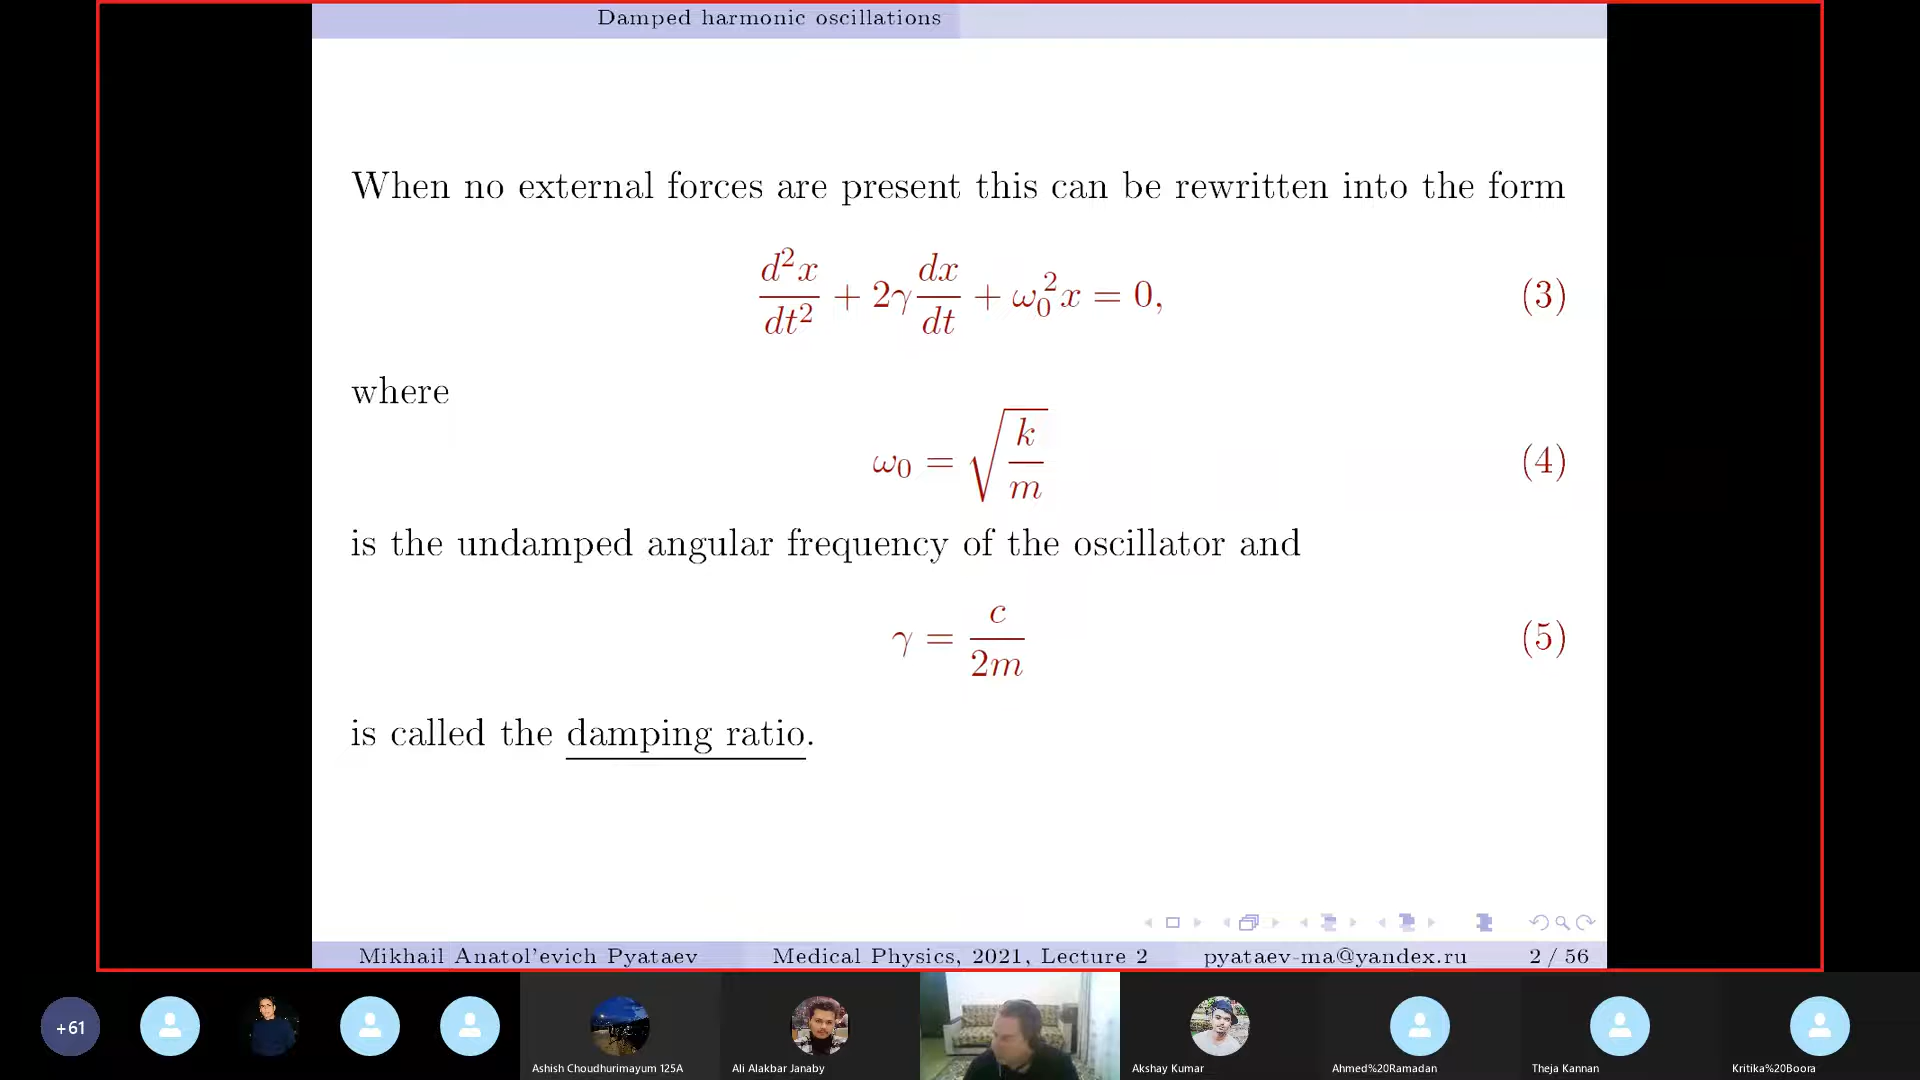 Damped harmonic oscillations
When no external forces are present this can be rewritten into the form
d²x/dt² + 2γ dx/dt + ω₀² x = 0, (3)
where
ω₀ = √(k/m) (4)
is the undamped angular frequency of the oscillator and
γ = c/2m (5)
is called the damping ratio.
Mikhail Anatol'evich Pyataev Medical Physics, 2021, Lecture 2 pyataev-ma@yandex.ru 2 / 56
+61
Ashish Choudhurimayum 125A
Ali Alakbar Janaby
Akshay Kumar
Ahmed%20Ramadan
Theja Kannan
Kritika%20Boora